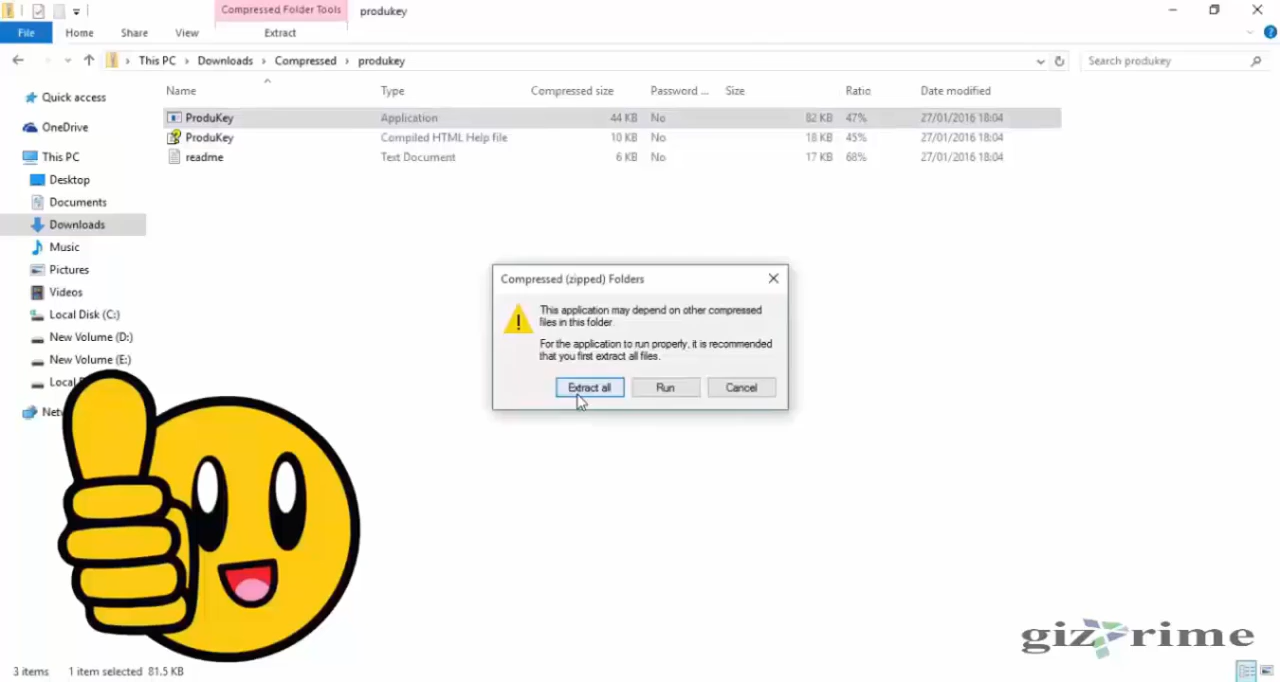 Compressed Folder Tools
produkey
File
Home
Share
View
Extract
This PC > Downloads > Compressed > produkey
Search produkey
Name
Type
Compressed size
Password ...
Size
Ratio
Date modified
ProduKey Application 44 KB No 82 KB 47% 27/01/2016 18:04
ProduKey Compiled HTML Help file 10 KB No 18 KB 45% 27/01/2016 18:04
readme Text Document 6 KB No 17 KB 68% 27/01/2016 18:04
Quick access
OneDrive
This PC
Desktop
Documents
Downloads
Music
Pictures
Videos
Local Disk (C:)
New Volume (D:)
New Volume (E:)
Compressed (zipped) Folders
This application may depend on other compressed
files in this folder.
For the application to run properly, it is recommended
that you first extract all files.
Extract all
Run
Cancel
3 items
1 item selected 81.5 KB
gizprime